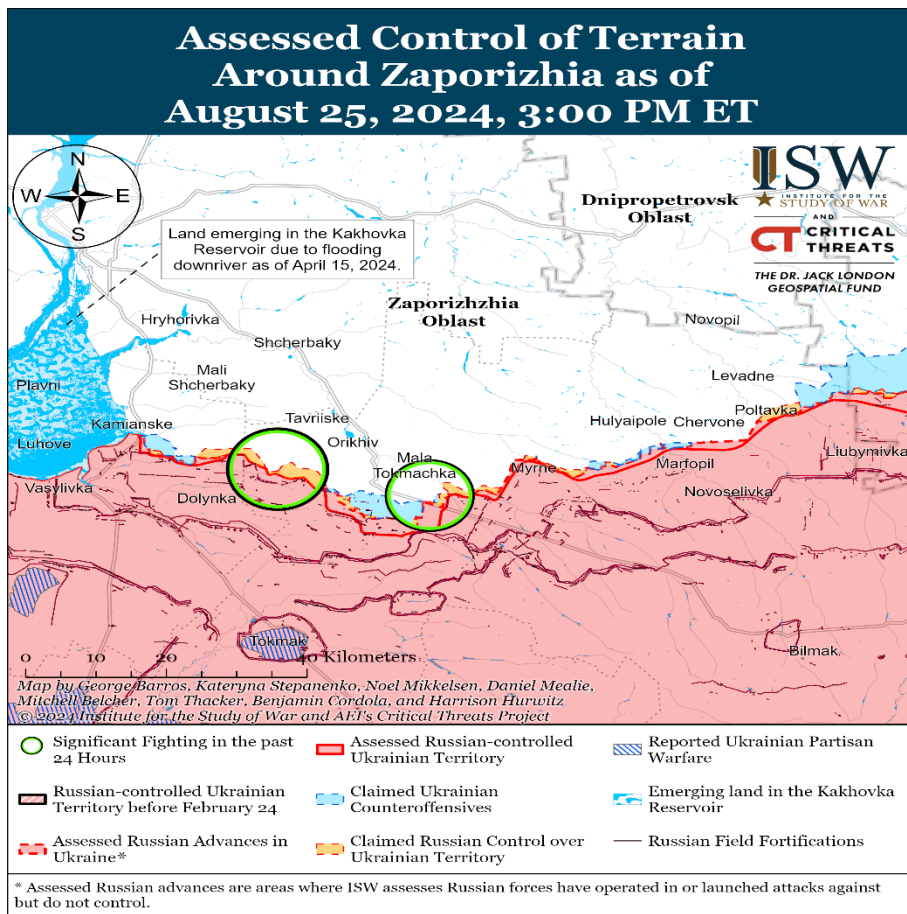 Assessed Control of Terrain
Around Zaporizhia as of
August 25, 2024, 3:00 PM ET
N
W E
S
Land emerging in the Kakhovka
Reservoir due to flooding
downriver as of April 15, 2024.
ISW
INSTITUTE FOR THE
STUDY OF WAR
AND
CT CRITICAL
THREATS
THE DR. JACK LONDON
GEOSPATIAL FUND
Dnipropetrovsk
Oblast
Zaporizhzhia
Oblast
Hryhorivka
Novopil
Shcherbaky
Mali
Shcherbaky
Levadne
Plavni
Tavriiske
Poltavka
Kamianske
Hulyaipole
Chervone
Orikhiv
Luhove
Mala
Tokmachka
Myrne
Marfopil
Liubymivka
Vasylivka
Dolynka
Novoselivka
Tokmak
Bilmak
0 10 20 40 Kilometers
Map by George Barros, Kateryna Stepanenko, Noel Mikkelsen, Daniel Mealie,
Mitchell Belcher, Tom Thacker, Benjamin Cordola, and Harrison Hurwitz
© 2024 Institute for the Study of War and AEI's Critical Threats Project
Significant Fighting in the past
24 Hours
Russian-controlled Ukrainian
Territory before February 24
Assessed Russian Advances in
Ukraine*
Assessed Russian-controlled
Ukrainian Territory
Claimed Ukrainian
Counteroffensives
Claimed Russian Control over
Ukrainian Territory
Reported Ukrainian Partisan
Warfare
Emerging land in the Kakhovka
Reservoir
Russian Field Fortifications
* Assessed Russian advances are areas where ISW assesses Russian forces have operated in or launched attacks against
but do not control.